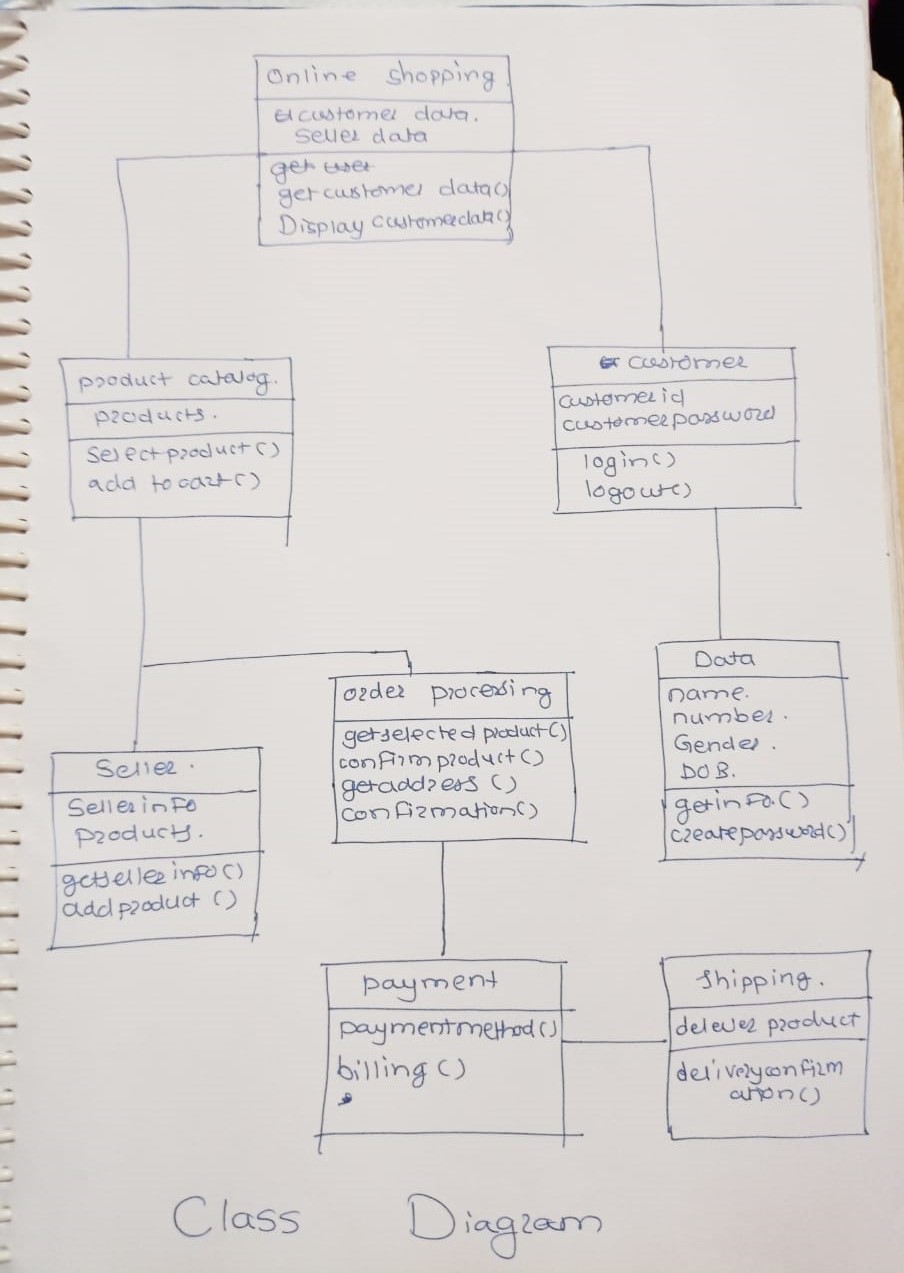 Online shopping
customer data.
Seller data
get user
get customer data()
Display customerdata()
product catalog.
products.
select product()
add to cart()
customer
customer id
customer password
login()
logout()
Data
name.
number.
Gender.
DOB.
getinfo.()
createpassword()
order processing
getselected product()
confirm product()
getaddress ()
confirmation()
Seller.
Seller info
products.
getseller info()
add product ()
payment
paymentmethod()
billing ()
shipping.
delever product
deliveryconfirm
ation()
Class Diagram